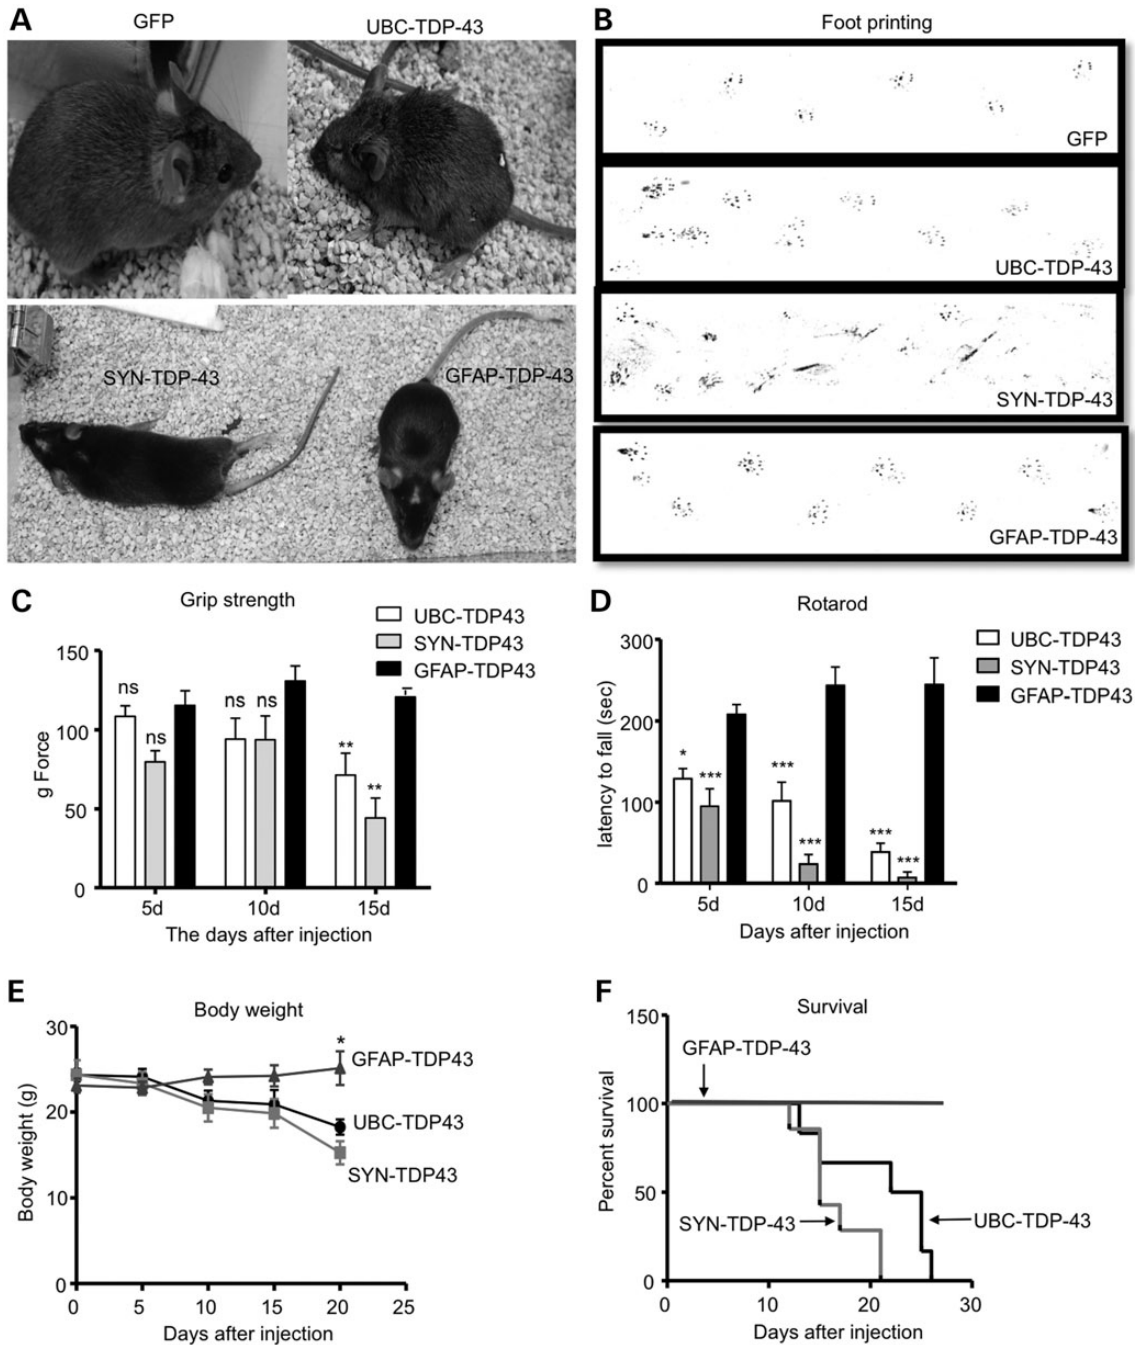 A
GFP
UBC-TDP-43
SYN-TDP-43
GFAP-TDP-43
B
Foot printing
GFP
UBC-TDP-43
SYN-TDP-43
GFAP-TDP-43
C
Grip strength
UBC-TDP43
SYN-TDP43
GFAP-TDP43
g Force
150
100
50
0
ns
ns
ns
ns
**
**
5d
10d
15d
The days after injection
D
Rotarod
UBC-TDP43
SYN-TDP43
GFAP-TDP43
latency to fall (sec)
300
200
100
0
*
***
***
***
***
***
5d
10d
15d
Days after injection
E
Body weight
Body weight (g)
30
20
10
0
*
GFAP-TDP43
UBC-TDP43
SYN-TDP43
0
5
10
15
20
25
Days after injection
F
Survival
Percent survival
150
100
50
0
GFAP-TDP-43
SYN-TDP-43
UBC-TDP-43
0
10
20
30
Days after injection